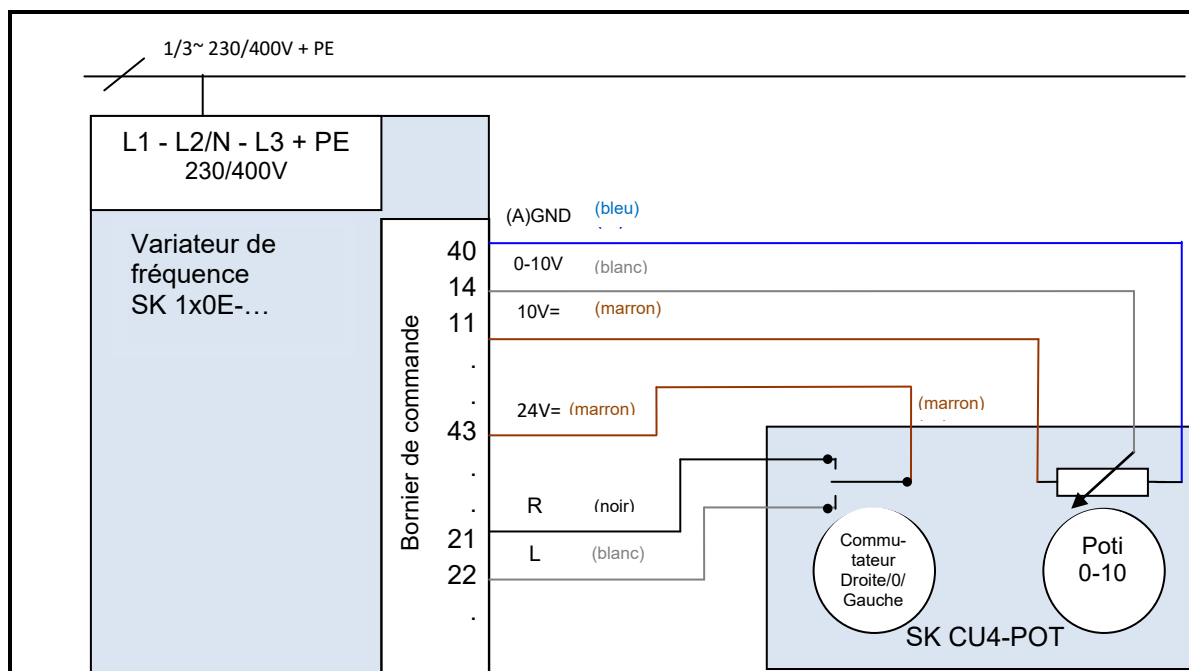 1/3~ 230/400V + PE
L1 - L2/N - L3 + PE
230/400V
Variateur de
fréquence
SK 1x0E-…
Bornier de commande
40
14
11
.
.
43
.
.
21
22
.
(A)GND (bleu)
0-10V (blanc)
10V= (marron)
24V= (marron)
(marron)
R (noir)
L (blanc)
Commu-
tateur
Droite/0/
Gauche
Poti
0-10
SK CU4-POT